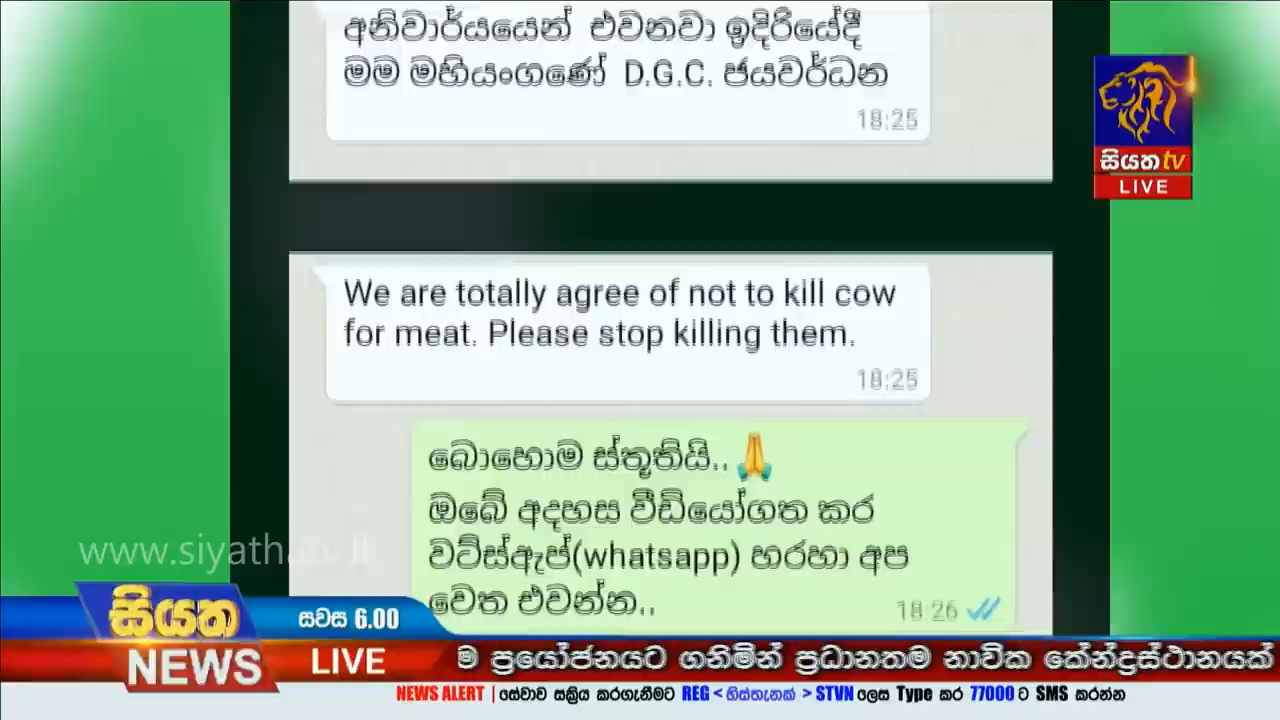 අනිවාර්යයෙන් එවනවා ඉදිරියේදී
මම මහියංගණේ D.G.C. ජයවර්ධන
18:25
සියත tv
LIVE
We are totally agree of not to kill cow
for meat. Please stop killing them.
18:25
බොහොම ස්තූතියි.. 🙏
ඔබේ අදහස වීඩියෝගත කර
වට්ස්ඇප්(whatsapp) හරහා අප
වෙත එවන්න..
18:26
www.siyathatv.lk
සියත
NEWS
සවස 6.00
LIVE
ම ප්‍රයෝජනයට ගනිමින් ප්‍රධානතම නාවික කේන්ද්‍රස්ථානයක්
NEWS ALERT | සේවාව සක්‍රිය කරගැනීමට REG < හිස්තැනක් > STVN ලෙස Type කර 77000 ට SMS කරන්න